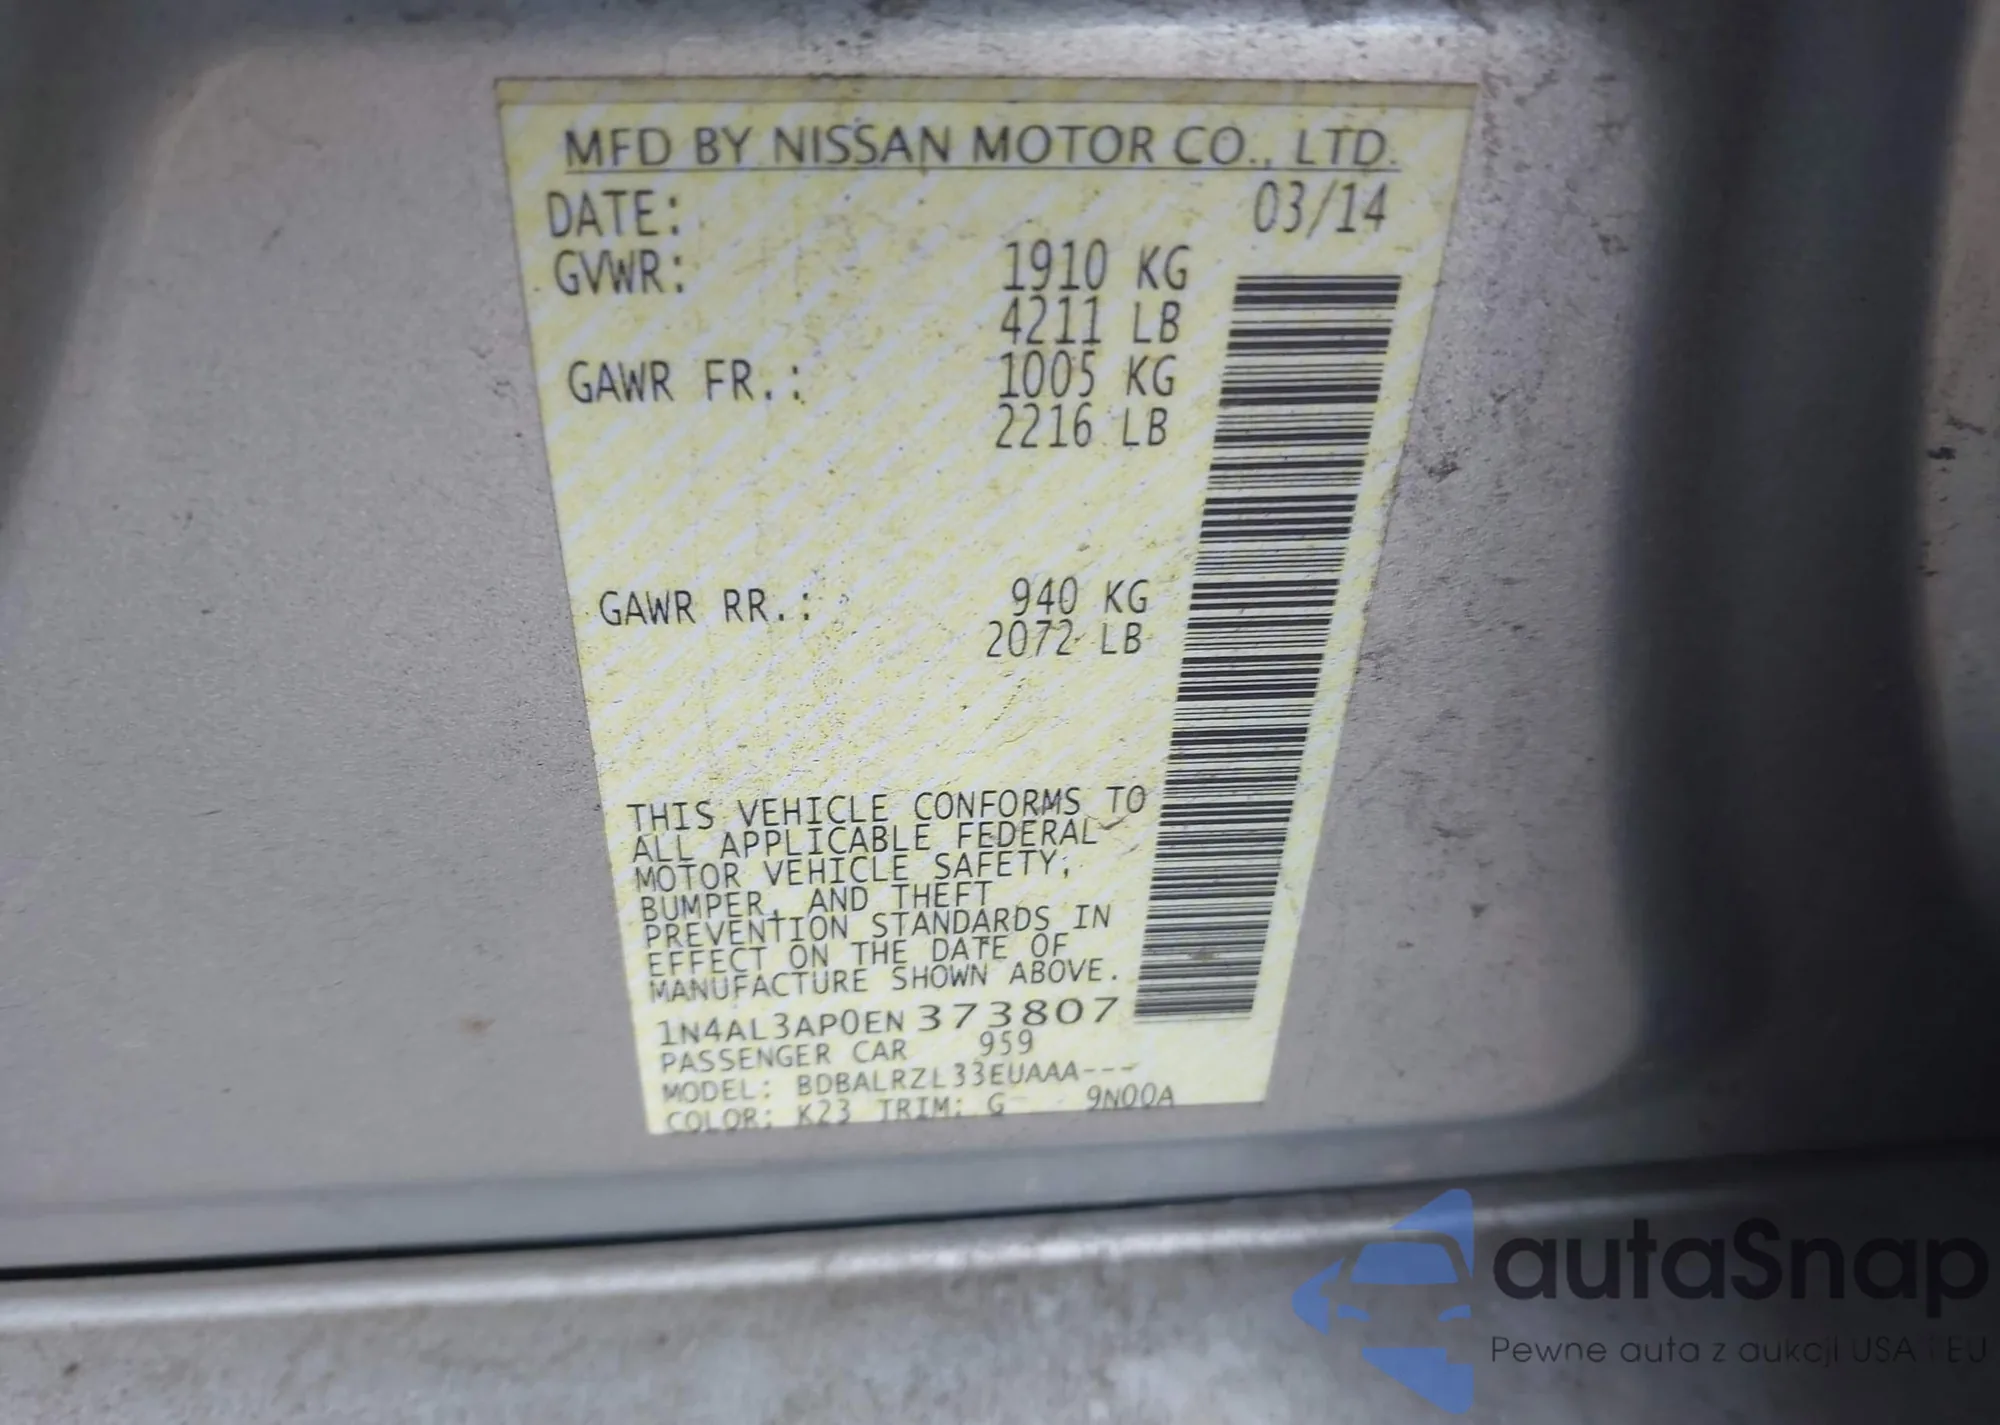 MFD BY NISSAN MOTOR CO., LTD.
DATE: 03/14
GVWR: 1910 KG
4211 LB
GAWR FR.: 1005 KG
2216 LB
GAWR RR.: 940 KG
2072 LB
THIS VEHICLE CONFORMS TO
ALL APPLICABLE FEDERAL
MOTOR VEHICLE SAFETY,
BUMPER, AND THEFT
PREVENTION STANDARDS IN
EFFECT ON THE DATE OF
MANUFACTURE SHOWN ABOVE.
1N4AL3AP0EN373807
PASSENGER CAR 959
MODEL: BDBALRZL33EUAAA---
COLOR: K23 TRIM: G 9N00A
autaSnap
Pewne auta z aukcji USA i EU